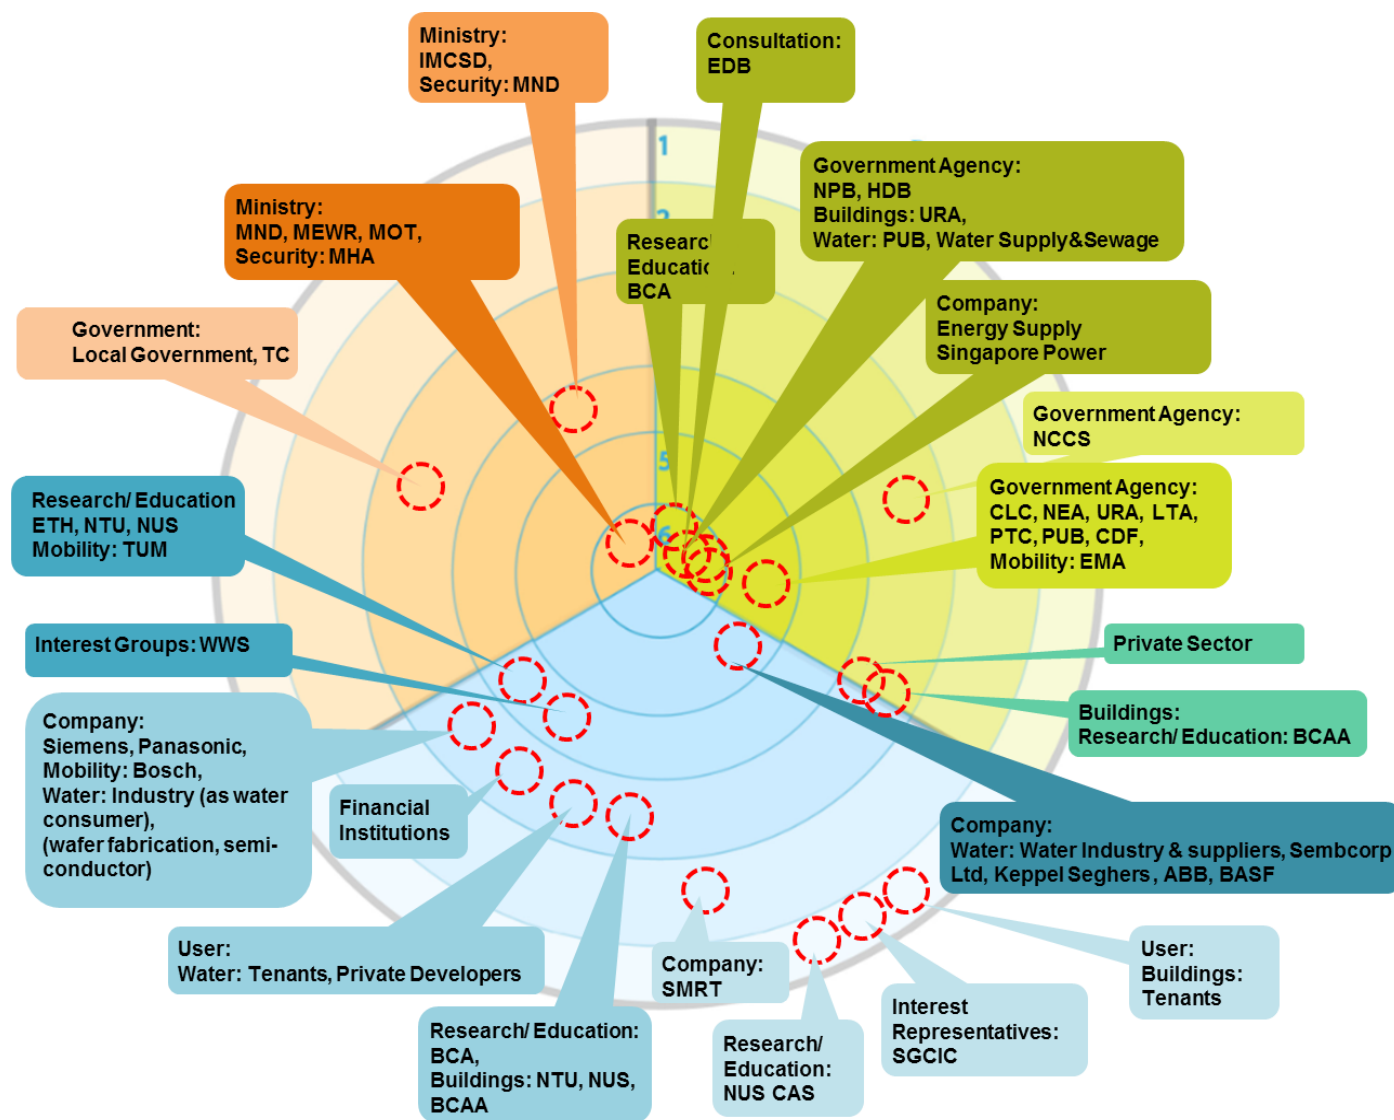 Ministry:
IMCSD,
Security: MND
Consultation:
EDB
1
2
Government Agency:
NPB, HDB
Buildings: URA,
Water: PUB, Water Supply&Sewage
Ministry:
MND, MEWR, MOT,
Security: MHA
Research/
Education
BCA
Company:
Energy Supply
Singapore Power
Government:
Local Government, TC
Government Agency:
NCCS
5
6
Research/ Education
ETH, NTU, NUS
Mobility: TUM
Government Agency:
CLC, NEA, URA, LTA,
PTC, PUB, CDF,
Mobility: EMA
Interest Groups: WWS
Private Sector
Company:
Siemens, Panasonic,
Mobility: Bosch,
Water: Industry (as water
consumer),
(wafer fabrication, semi-
conductor)
Buildings:
Research/ Education: BCAA
Financial
Institutions
Company:
Water: Water Industry & suppliers, Sembcorp
Ltd, Keppel Seghers, ABB, BASF
User:
Water: Tenants, Private Developers
Company:
SMRT
User:
Buildings:
Tenants
Research/ Education:
BCA,
Buildings: NTU, NUS,
BCAA
Research/
Education:
NUS CAS
Interest
Representatives:
SGCIC